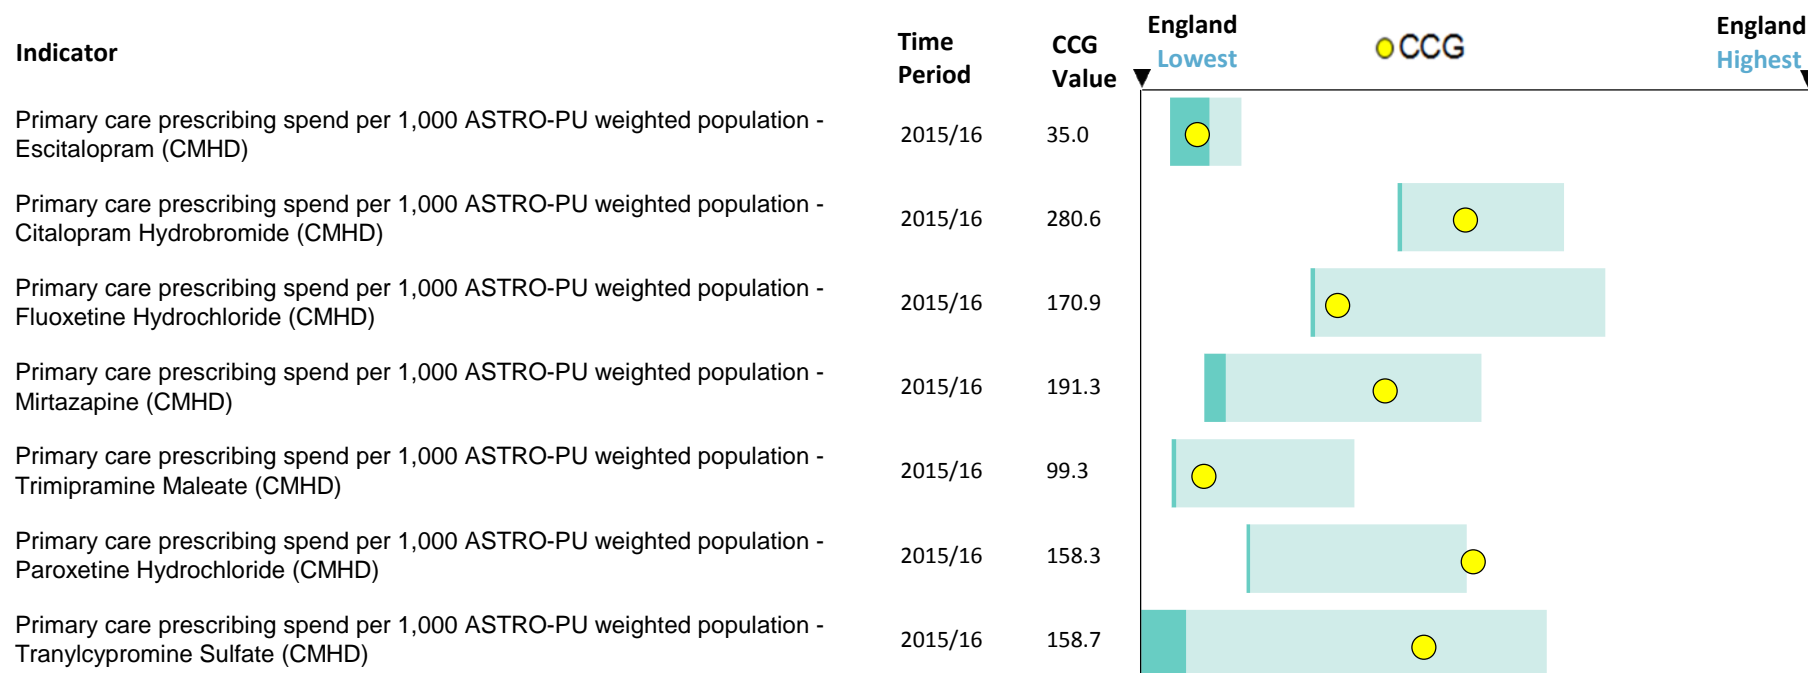 Indicator
Time Period
CCG Value
England Lowest
CCG
England Highest
Primary care prescribing spend per 1,000 ASTRO-PU weighted population -
Escitalopram (CMHD)
2015/16
35.0
Primary care prescribing spend per 1,000 ASTRO-PU weighted population -
Citalopram Hydrobromide (CMHD)
2015/16
280.6
Primary care prescribing spend per 1,000 ASTRO-PU weighted population -
Fluoxetine Hydrochloride (CMHD)
2015/16
170.9
Primary care prescribing spend per 1,000 ASTRO-PU weighted population -
Mirtazapine (CMHD)
2015/16
191.3
Primary care prescribing spend per 1,000 ASTRO-PU weighted population -
Trimipramine Maleate (CMHD)
2015/16
99.3
Primary care prescribing spend per 1,000 ASTRO-PU weighted population -
Paroxetine Hydrochloride (CMHD)
2015/16
158.3
Primary care prescribing spend per 1,000 ASTRO-PU weighted population -
Tranylcypromine Sulfate (CMHD)
2015/16
158.7